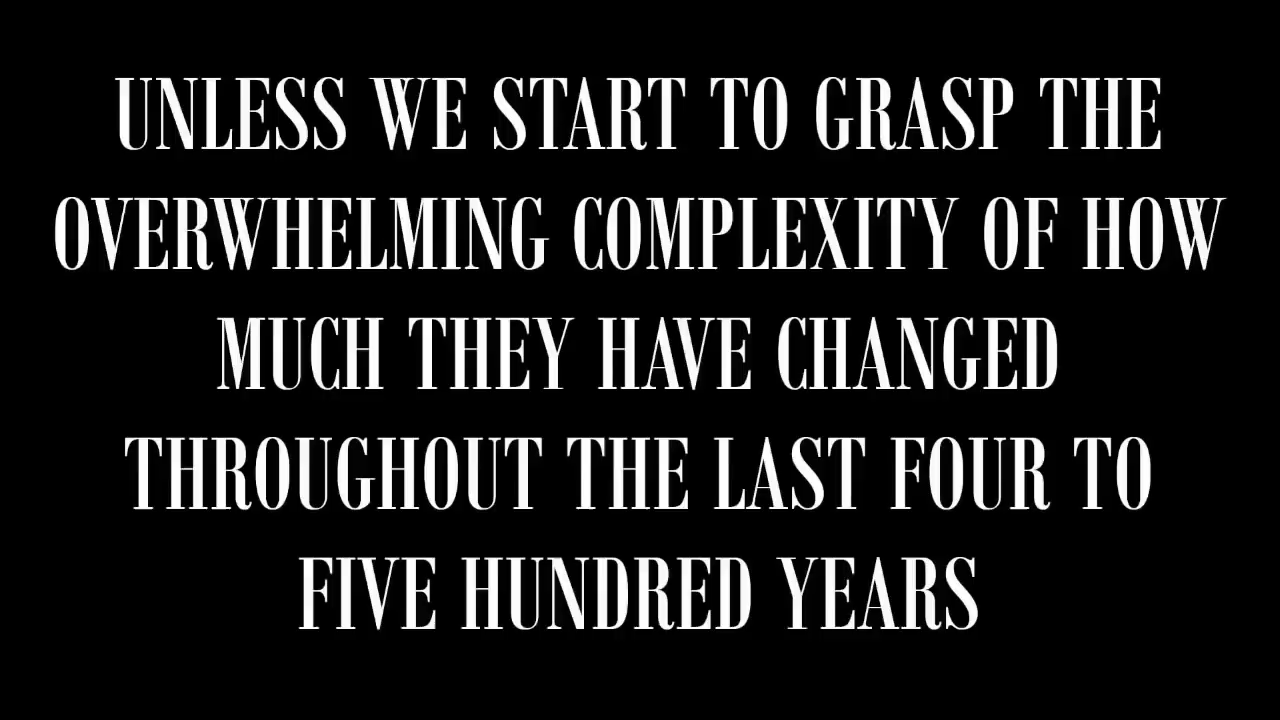 UNLESS WE START TO GRASP THE
OVERWHELMING COMPLEXITY OF HOW
MUCH THEY HAVE CHANGED
THROUGHOUT THE LAST FOUR TO
FIVE HUNDRED YEARS